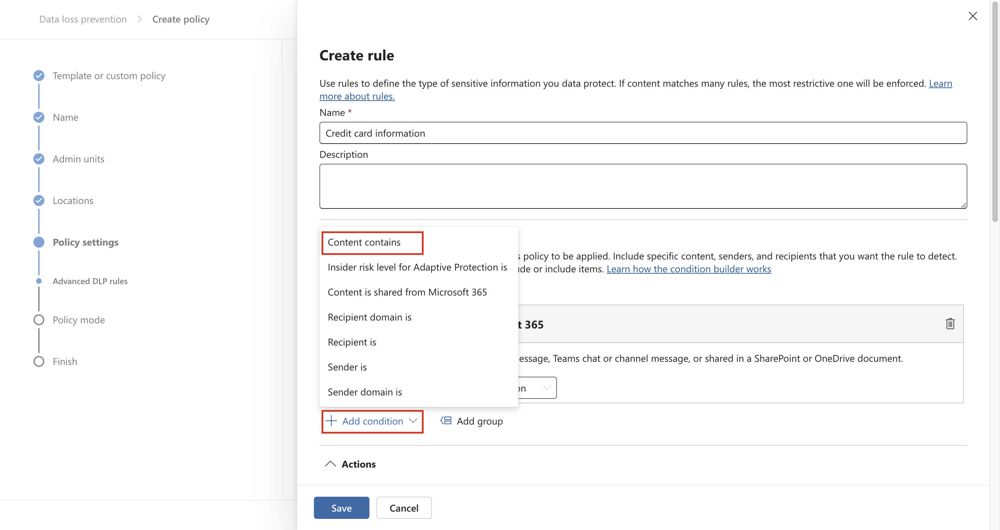 Data loss prevention > Create policy
Template or custom policy
Name
Admin units
Locations
Policy settings
Advanced DLP rules
Policy mode
Finish
Create rule
Use rules to define the type of sensitive information you data protect. If content matches many rules, the most restrictive one will be enforced. Learn
more about rules.
Name *
Credit card information
Description
Content contains
Insider risk level for Adaptive Protection is
Content is shared from Microsoft 365
Recipient domain is
Recipient is
Sender is
Sender domain is
policy to be applied. Include specific content, senders, and recipients that you want the rule to detect.
or include items. Learn how the condition builder works
365
Teams chat or channel message, or shared in a SharePoint or OneDrive document.
Add condition
Add group
Actions
Save
Cancel